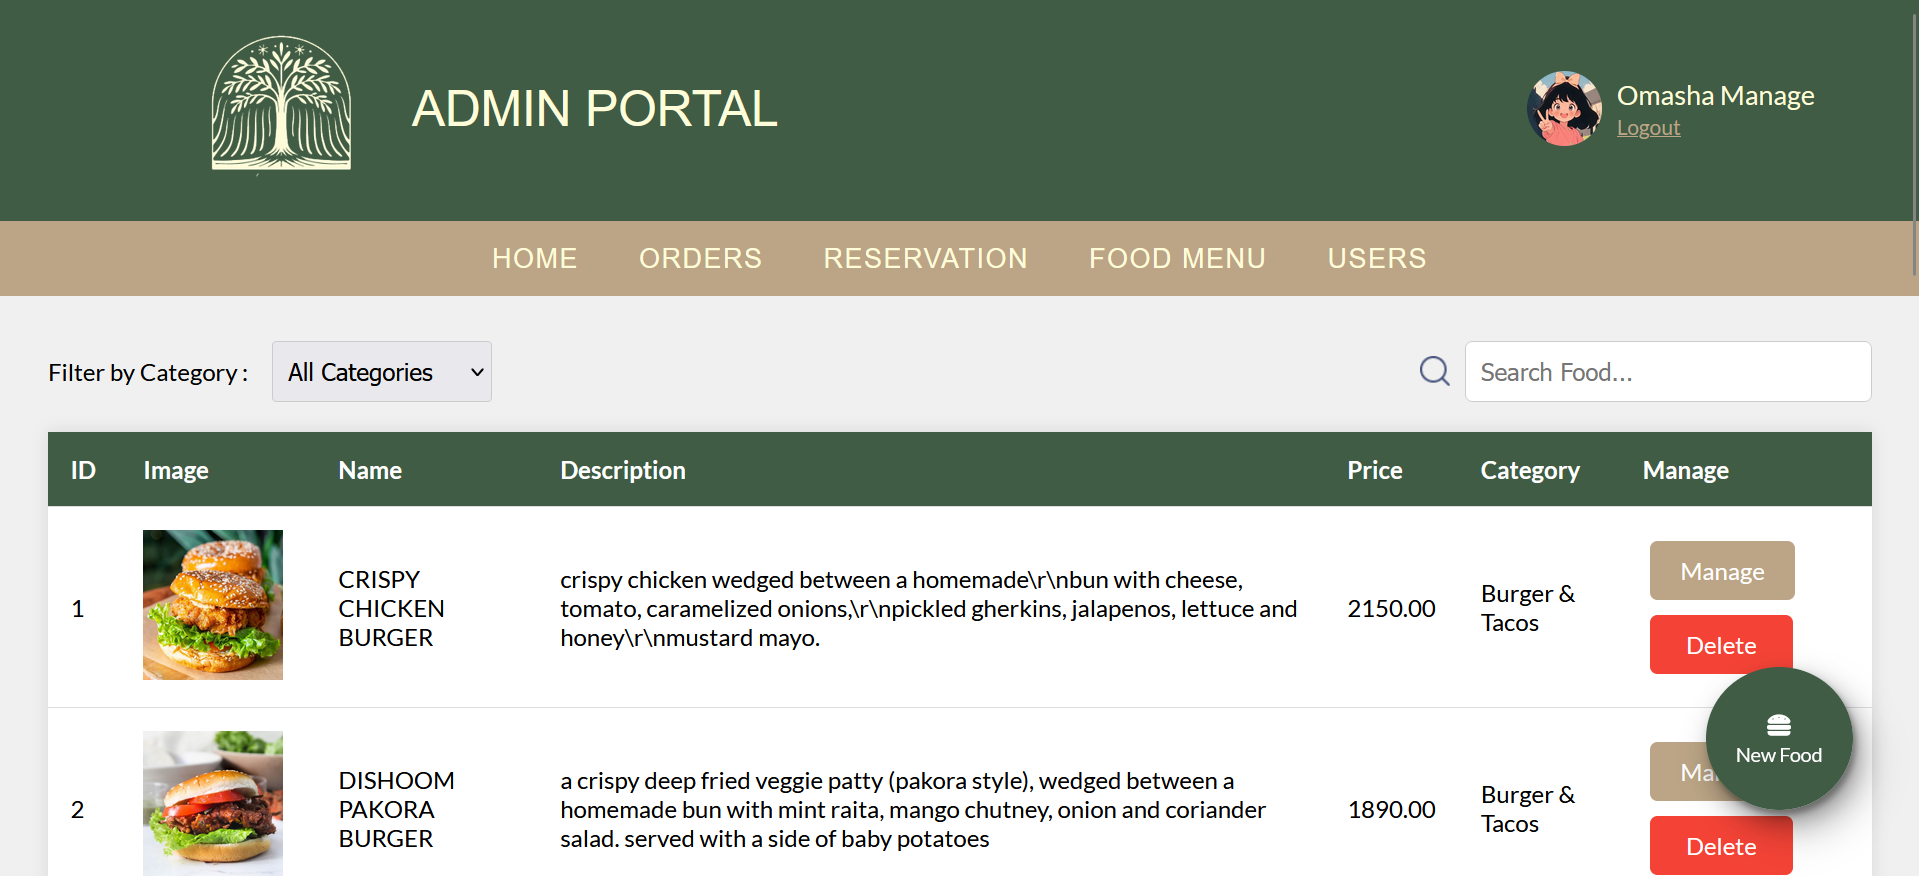 ADMIN PORTAL
Omasha Manage
Logout
HOME ORDERS RESERVATION FOOD MENU USERS
Filter by Category :
All Categories
Search Food...
ID Image Name Description Price Category Manage
1
CRISPY
CHICKEN
BURGER
crispy chicken wedged between a homemade\r\nbun with cheese,
tomato, caramelized onions,\r\npickled gherkins, jalapenos, lettuce and
honey\r\nmustard mayo.
2150.00
Burger &
Tacos
Manage
Delete
2
DISHOOM
PAKORA
BURGER
a crispy deep fried veggie patty (pakora style), wedged between a
homemade bun with mint raita, mango chutney, onion and coriander
salad. served with a side of baby potatoes
1890.00
Burger &
Tacos
Delete
New Food